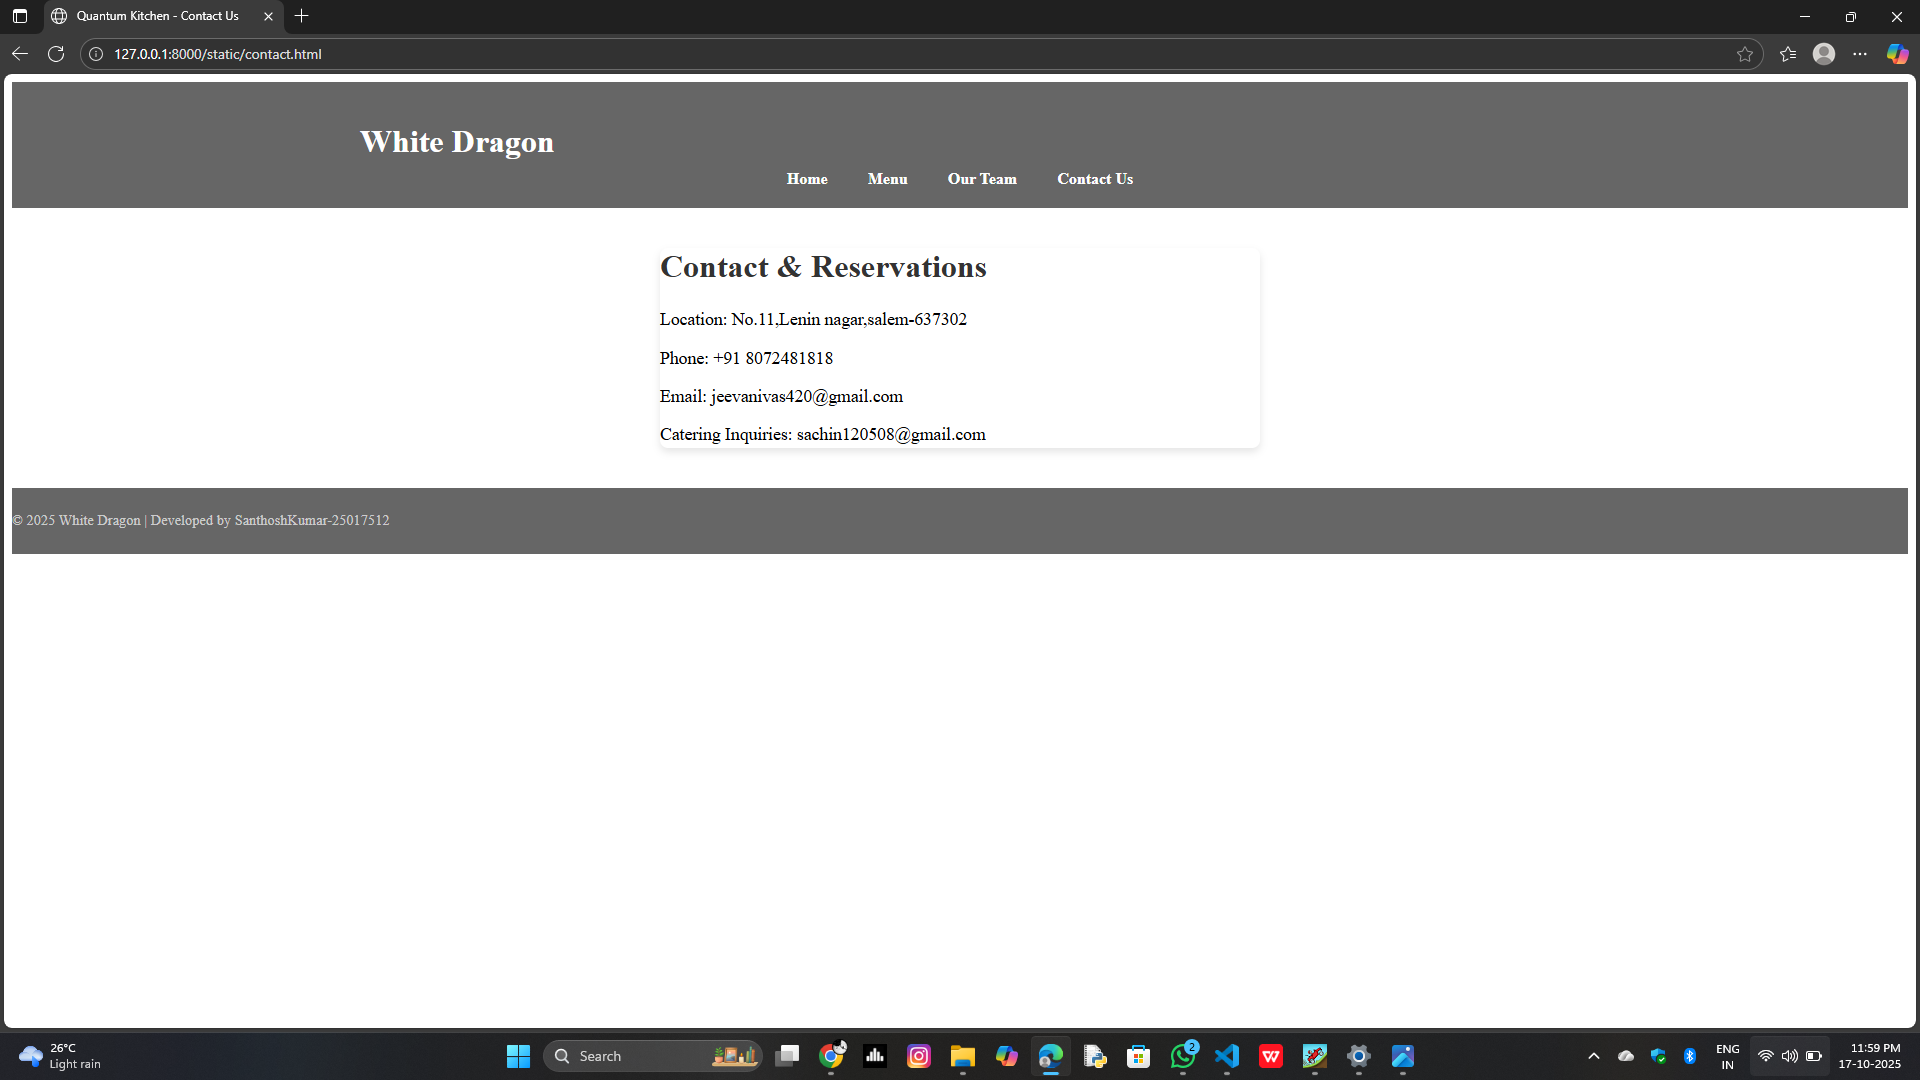 Quantum Kitchen - Contact Us
127.0.0.1:8000/static/contact.html
White Dragon
Home Menu Our Team Contact Us
Contact & Reservations
Location: No.11,Lenin nagar,salem-637302
Phone: +91 8072481818
Email: jeevanivas420@gmail.com
Catering Inquiries: sachin120508@gmail.com
© 2025 White Dragon | Developed by SanthoshKumar-25017512
26°C
Light rain
Search
2
ENG
IN
11:59 PM
17-10-2025